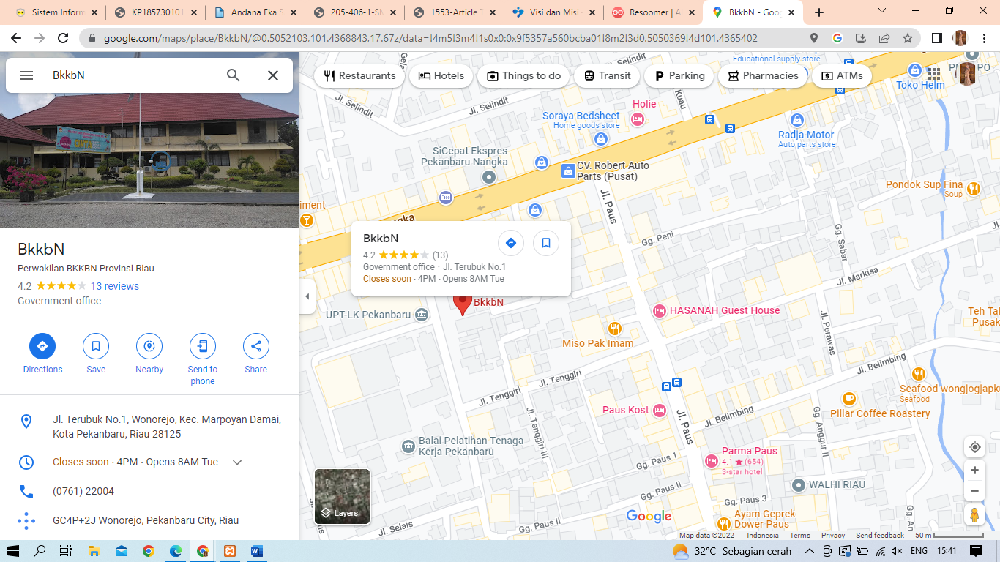 Sistem Inform
KP185730101
Andana Eka S
205-406-1-SM
1553-Article T
Visi dan Misi -
Resoomer | A
BkkbN - Goo
google.com/maps/place/BkkbN/@0.5052103,101.4368843,17.67z/data=!4m5!3m4!1s0x0:0x9f5357a560bcba01!8m2!3d0.5050369!4d101.4365402
BkkbN
Restaurants
Hotels
Things to do
Transit
Parking
Pharmacies
ATMs
BkkbN
Perwakilan BKKBN Provinsi Riau
4.2
13 reviews
Government office
Directions
Save
Nearby
Send to
phone
Share
Jl. Terubuk No.1, Wonorejo, Kec. Marpoyan Damai,
Kota Pekanbaru, Riau 28125
Closes soon · 4PM · Opens 8AM Tue
(0761) 22004
GC4P+2J Wonorejo, Pekanbaru City, Riau
Jl. Selindit
Educational supply store
Jl. Selindit
Jl. Selindit
Kuau
Toko Helm
Holie
Soraya Bedsheet
Home goods store
Radja Motor
Auto parts store
SiCepat Ekspres
Pekanbaru Nangka
CV. Robert Auto
Parts (Pusat)
Pondok Sup Fina
Soup
iment
Jl. Paus
ngka
Gg. Peni
Gg. Sabar
BkkbN
4.2
(13)
Government office · Jl. Terubuk No.1
Closes soon · 4PM · Opens 8AM Tue
Jl. Markisa
BkkbN
UPT-LK Pekanbaru
HASANAH Guest House
Teh Tal
Pusak
Jl. Perawas
Miso Pak Imam
Jl. Tenggiri
Jl. Belimbing
Seafood wongjogjapku
Seafood
Jl. Tenggiri
Paus Kost
Jl. Paus
Jl. Belimbing
Pillar Coffee Roastery
Jl. Tenggiri III
Gg. Anggur II
Balai Pelatihan Tenaga
Kerja Pekanbaru
Parma Paus
4.1 (654)
3-star hotel
Gg. Paus 1
WALHI RIAU
Gg. Paus II
Gg. Paus 3
Ayam Geprek
Dower Paus
Gg. Paus II
Jl. Selais
Gg. An
Layers
Google
Map data ©2022
Indonesia
Terms
Privacy
Send feedback
50 m
32°C Sebagian cerah
ENG
15:41